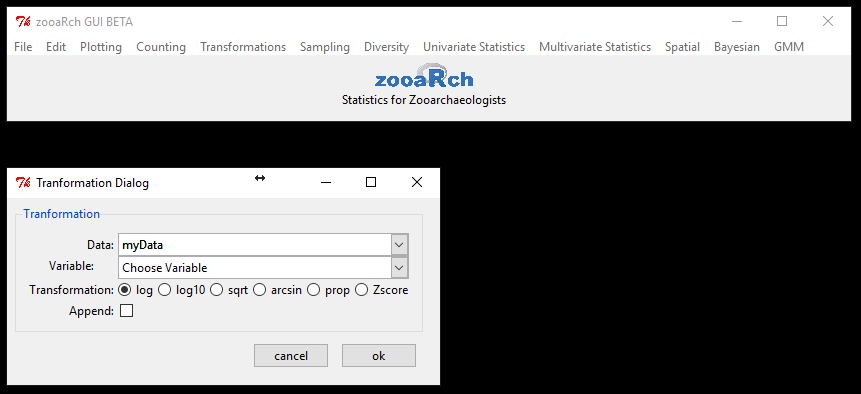 zooaRch GUI BETA
File Edit Plotting Counting Transformations Sampling Diversity Univariate Statistics Multivariate Statistics Spatial Bayesian GMM
zooaRch
Statistics for Zooarchaeologists
Tranformation Dialog
Tranformation
Data: myData
Variable: Choose Variable
Transformation: log log10 sqrt arcsin prop Zscore
Append:
cancel ok